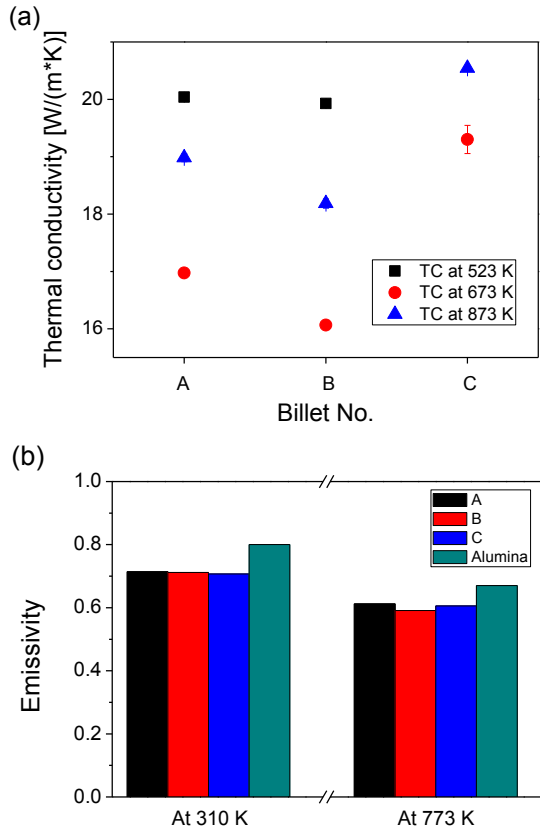 (a)
Thermal conductivity [W/(m*K)]
20
18
16
TC at 523 K
TC at 673 K
TC at 873 K
A
B
C
Billet No.
(b)
Emissivity
1.0
0.8
0.6
0.4
0.2
0.0
A
B
C
Alumina
At 310 K
At 773 K